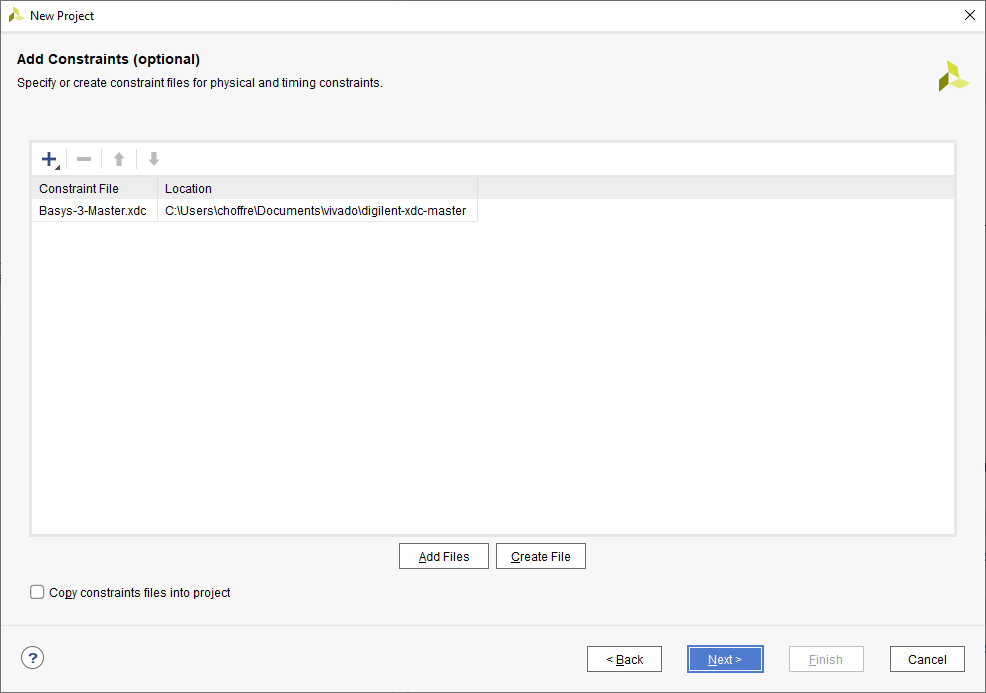 New Project
Add Constraints (optional)
Specify or create constraint files for physical and timing constraints.
Constraint File Location
Basys-3-Master.xdc C:\Users\choffre\Documents\vivado\digilent-xdc-master
Add Files Create File
Copy constraints files into project
? < Back Next > Finish Cancel